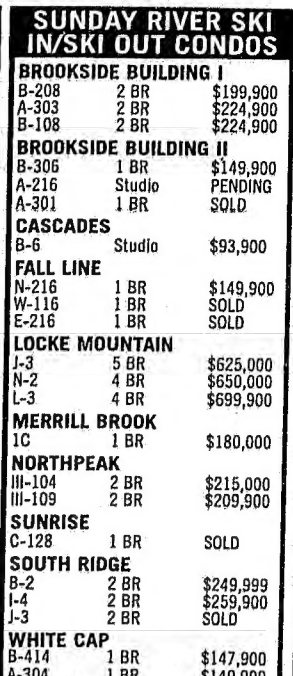 SUNDAY RIVER SKI
IN/SKI OUT CONDOS
BROOKSIDE BUILDING I
B-208 2 BR $199,900
A-303 2 BR $224,900
B-108 2 BR $224,900
BROOKSIDE BUILDING II
B-306 1 BR $149,900
A-216 Studio PENDING
A-301 1 BR SOLD
CASCADES
B-6 Studio $93,900
FALL LINE
N-216 1 BR $149,900
W-116 1 BR SOLD
E-216 1 BR SOLD
LOCKE MOUNTAIN
J-3 5 BR $625,000
N-2 4 BR $650,000
L-3 4 BR $699,900
MERRILL BROOK
1C 1 BR $180,000
NORTHPEAK
III-104 2 BR $215,000
III-109 2 BR $209,900
SUNRISE
C-128 1 BR SOLD
SOUTH RIDGE
B-2 2 BR $249,999
I-4 2 BR $259,900
J-3 2 BR SOLD
WHITE CAP
B-414 1 BR $147,900
A-304 1 BR